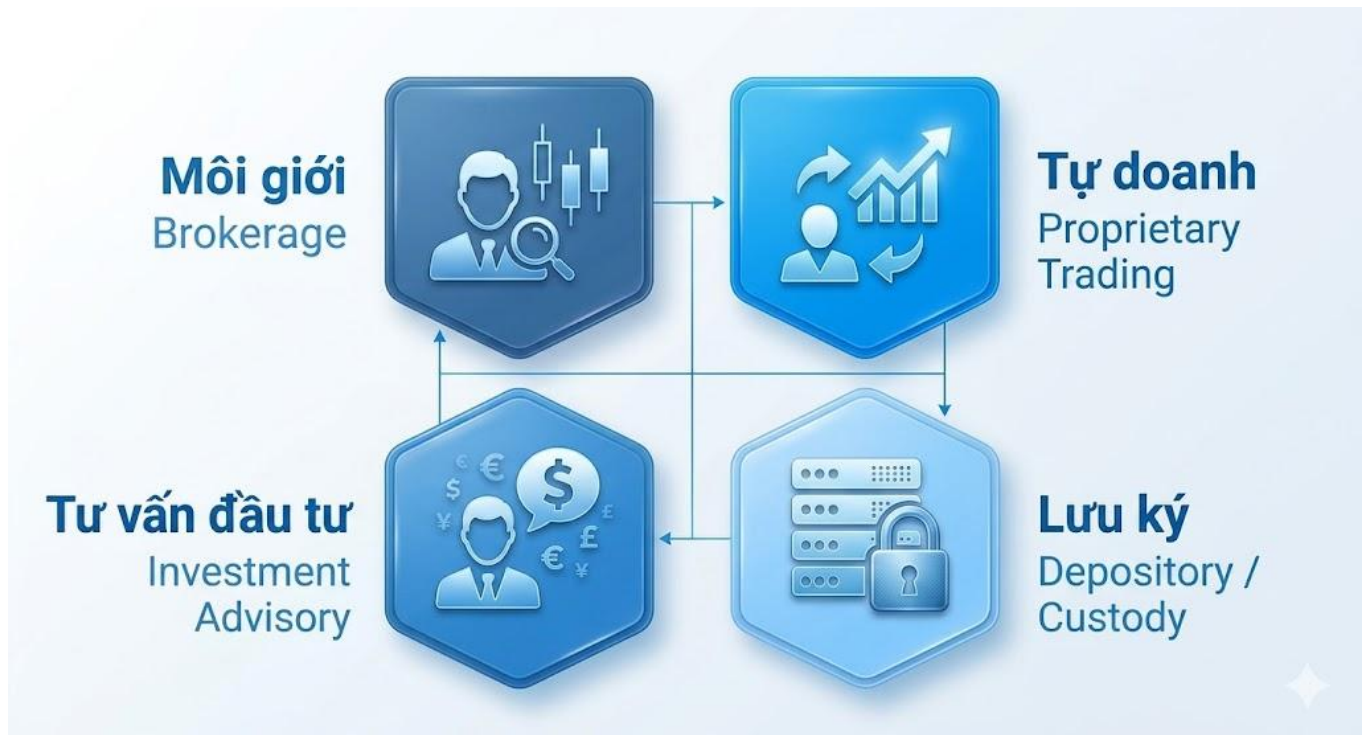 Môi giới
Brokerage
Tự doanh
Proprietary
Trading
Tư vấn đầu tư
Investment
Advisory
Lưu ký
Depository /
Custody